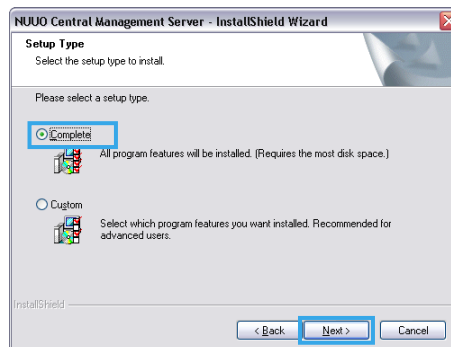 NUUO Central Management Server - InstallShield Wizard
Setup Type
Select the setup type to install.
Please select a setup type.
Complete
All program features will be installed. (Requires the most disk space.)
Custom
Select which program features you want installed. Recommended for
advanced users.
InstallShield
< Back Next > Cancel